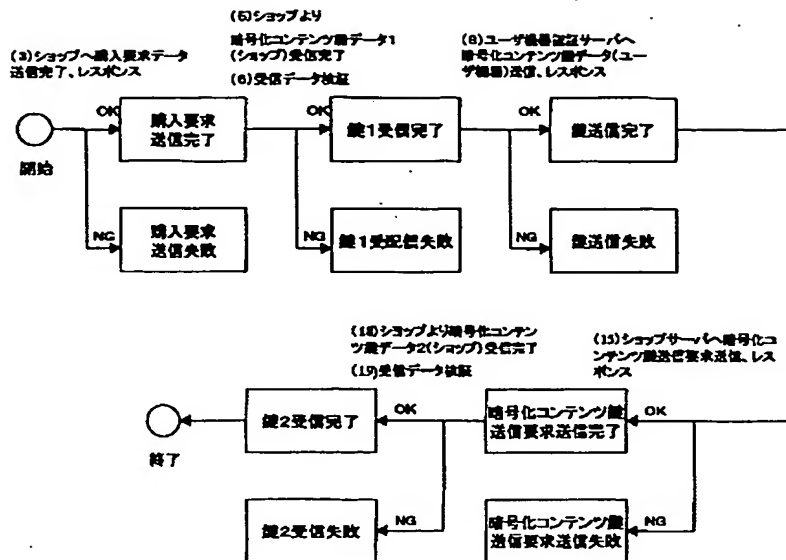 (3)ショップへ購入要求データ
送信完了、レスポンス
(5)ショップより
暗号化コンテンツ鍵データ1
(ショップ)受信完了
(6)受信データ検証
(8)ユーザ機器認証サーバへ
暗号化コンテンツ鍵データ(ユー
ザ機器)送信、レスポンス
開始
OK
購入要求
送信完了
OK
鍵1受信完了
OK
鍵送信完了
NG
購入要求
送信失敗
NG
鍵1受配信失敗
NG
鍵送信失敗
(18)ショップより暗号化コンテン
ツ鍵データ2(ショップ)受信完了
(19)受信データ検証
(15)ショップサーバへ暗号化コ
ンテンツ鍵送信要求送信、レス
ポンス
終了
鍵2受信完了
OK
暗号化コンテンツ鍵
送信要求送信完了
OK
鍵2受信失敗
NG
暗号化コンテンツ鍵
送信要求送信失敗
NG